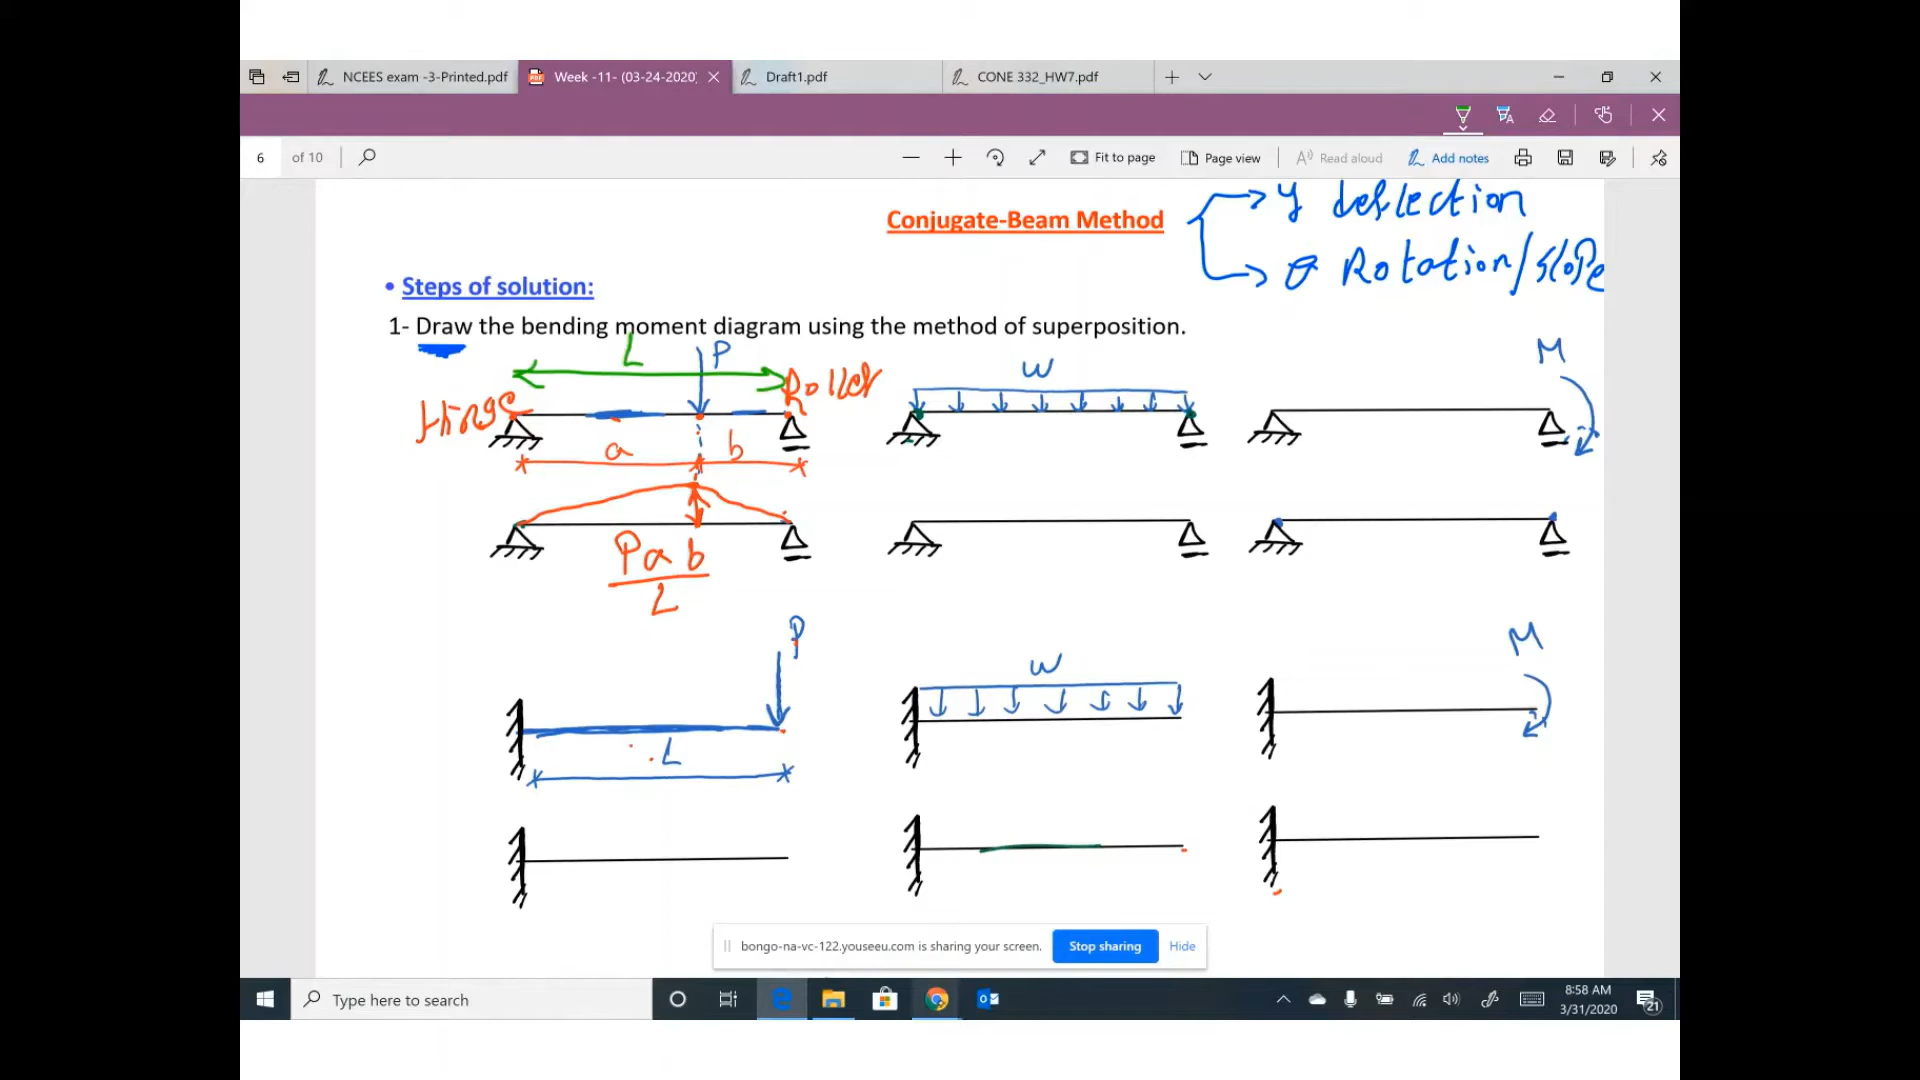 NCEES exam -3-Printed.pdf
Week -11- (03-24-2020)
Draft1.pdf
CONE 332_HW7.pdf
6 of 10
Fit to page
Page view
Read aloud
Add notes
Conjugate-Beam Method
y deflection
θ Rotation/slope
• Steps of solution:
1- Draw the bending moment diagram using the method of superposition.
L
P
Hinge
Roller
a
b
Pab
L
W
M
P
L
W
M
bongo-na-vc-122.youseeu.com is sharing your screen.
Stop sharing
Hide
Type here to search
8:58 AM
3/31/2020
21